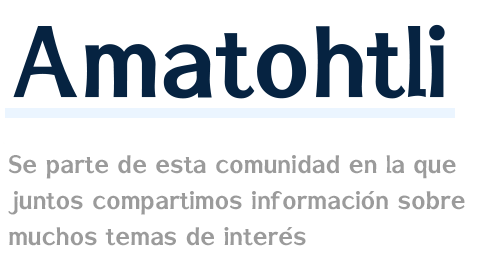 Amatohtli
Se parte de esta comunidad en la que
juntos compartimos información sobre
muchos temas de interés